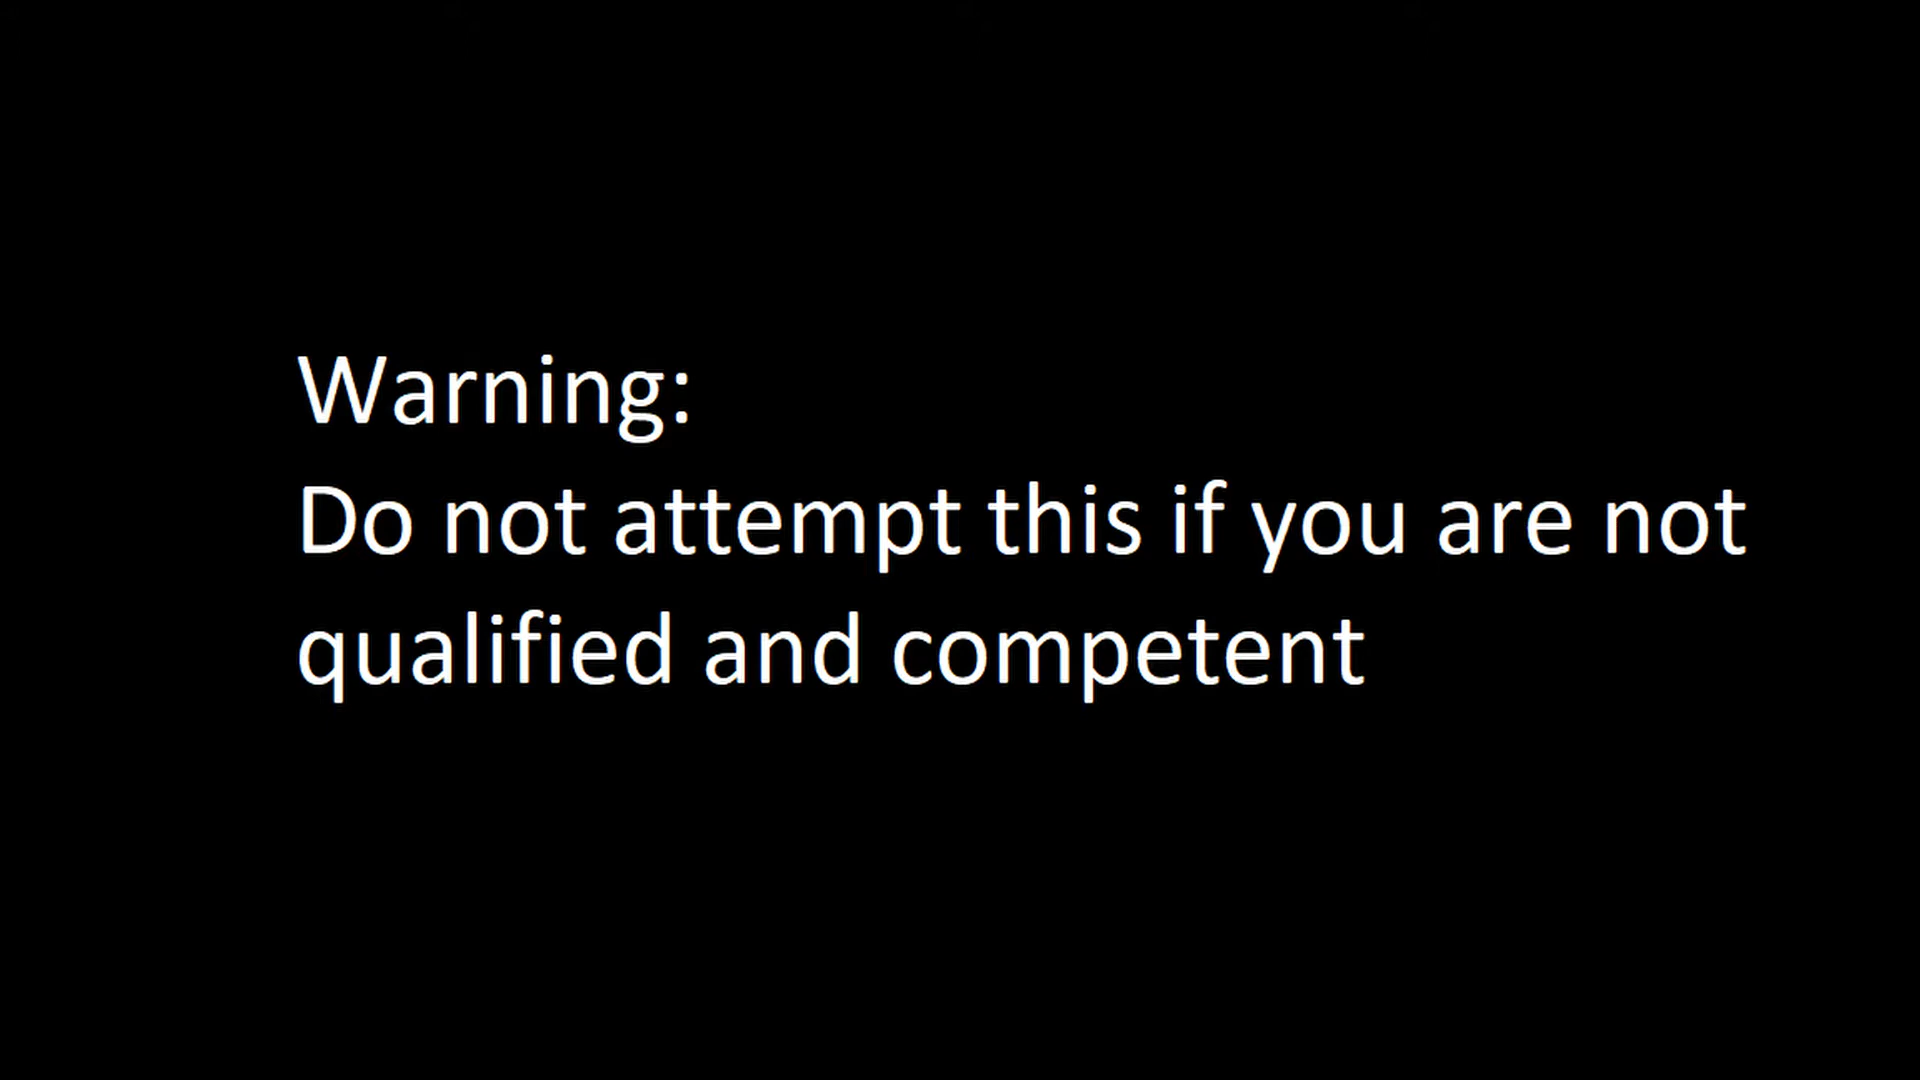 Warning:
Do not attempt this if you are not
qualified and competent